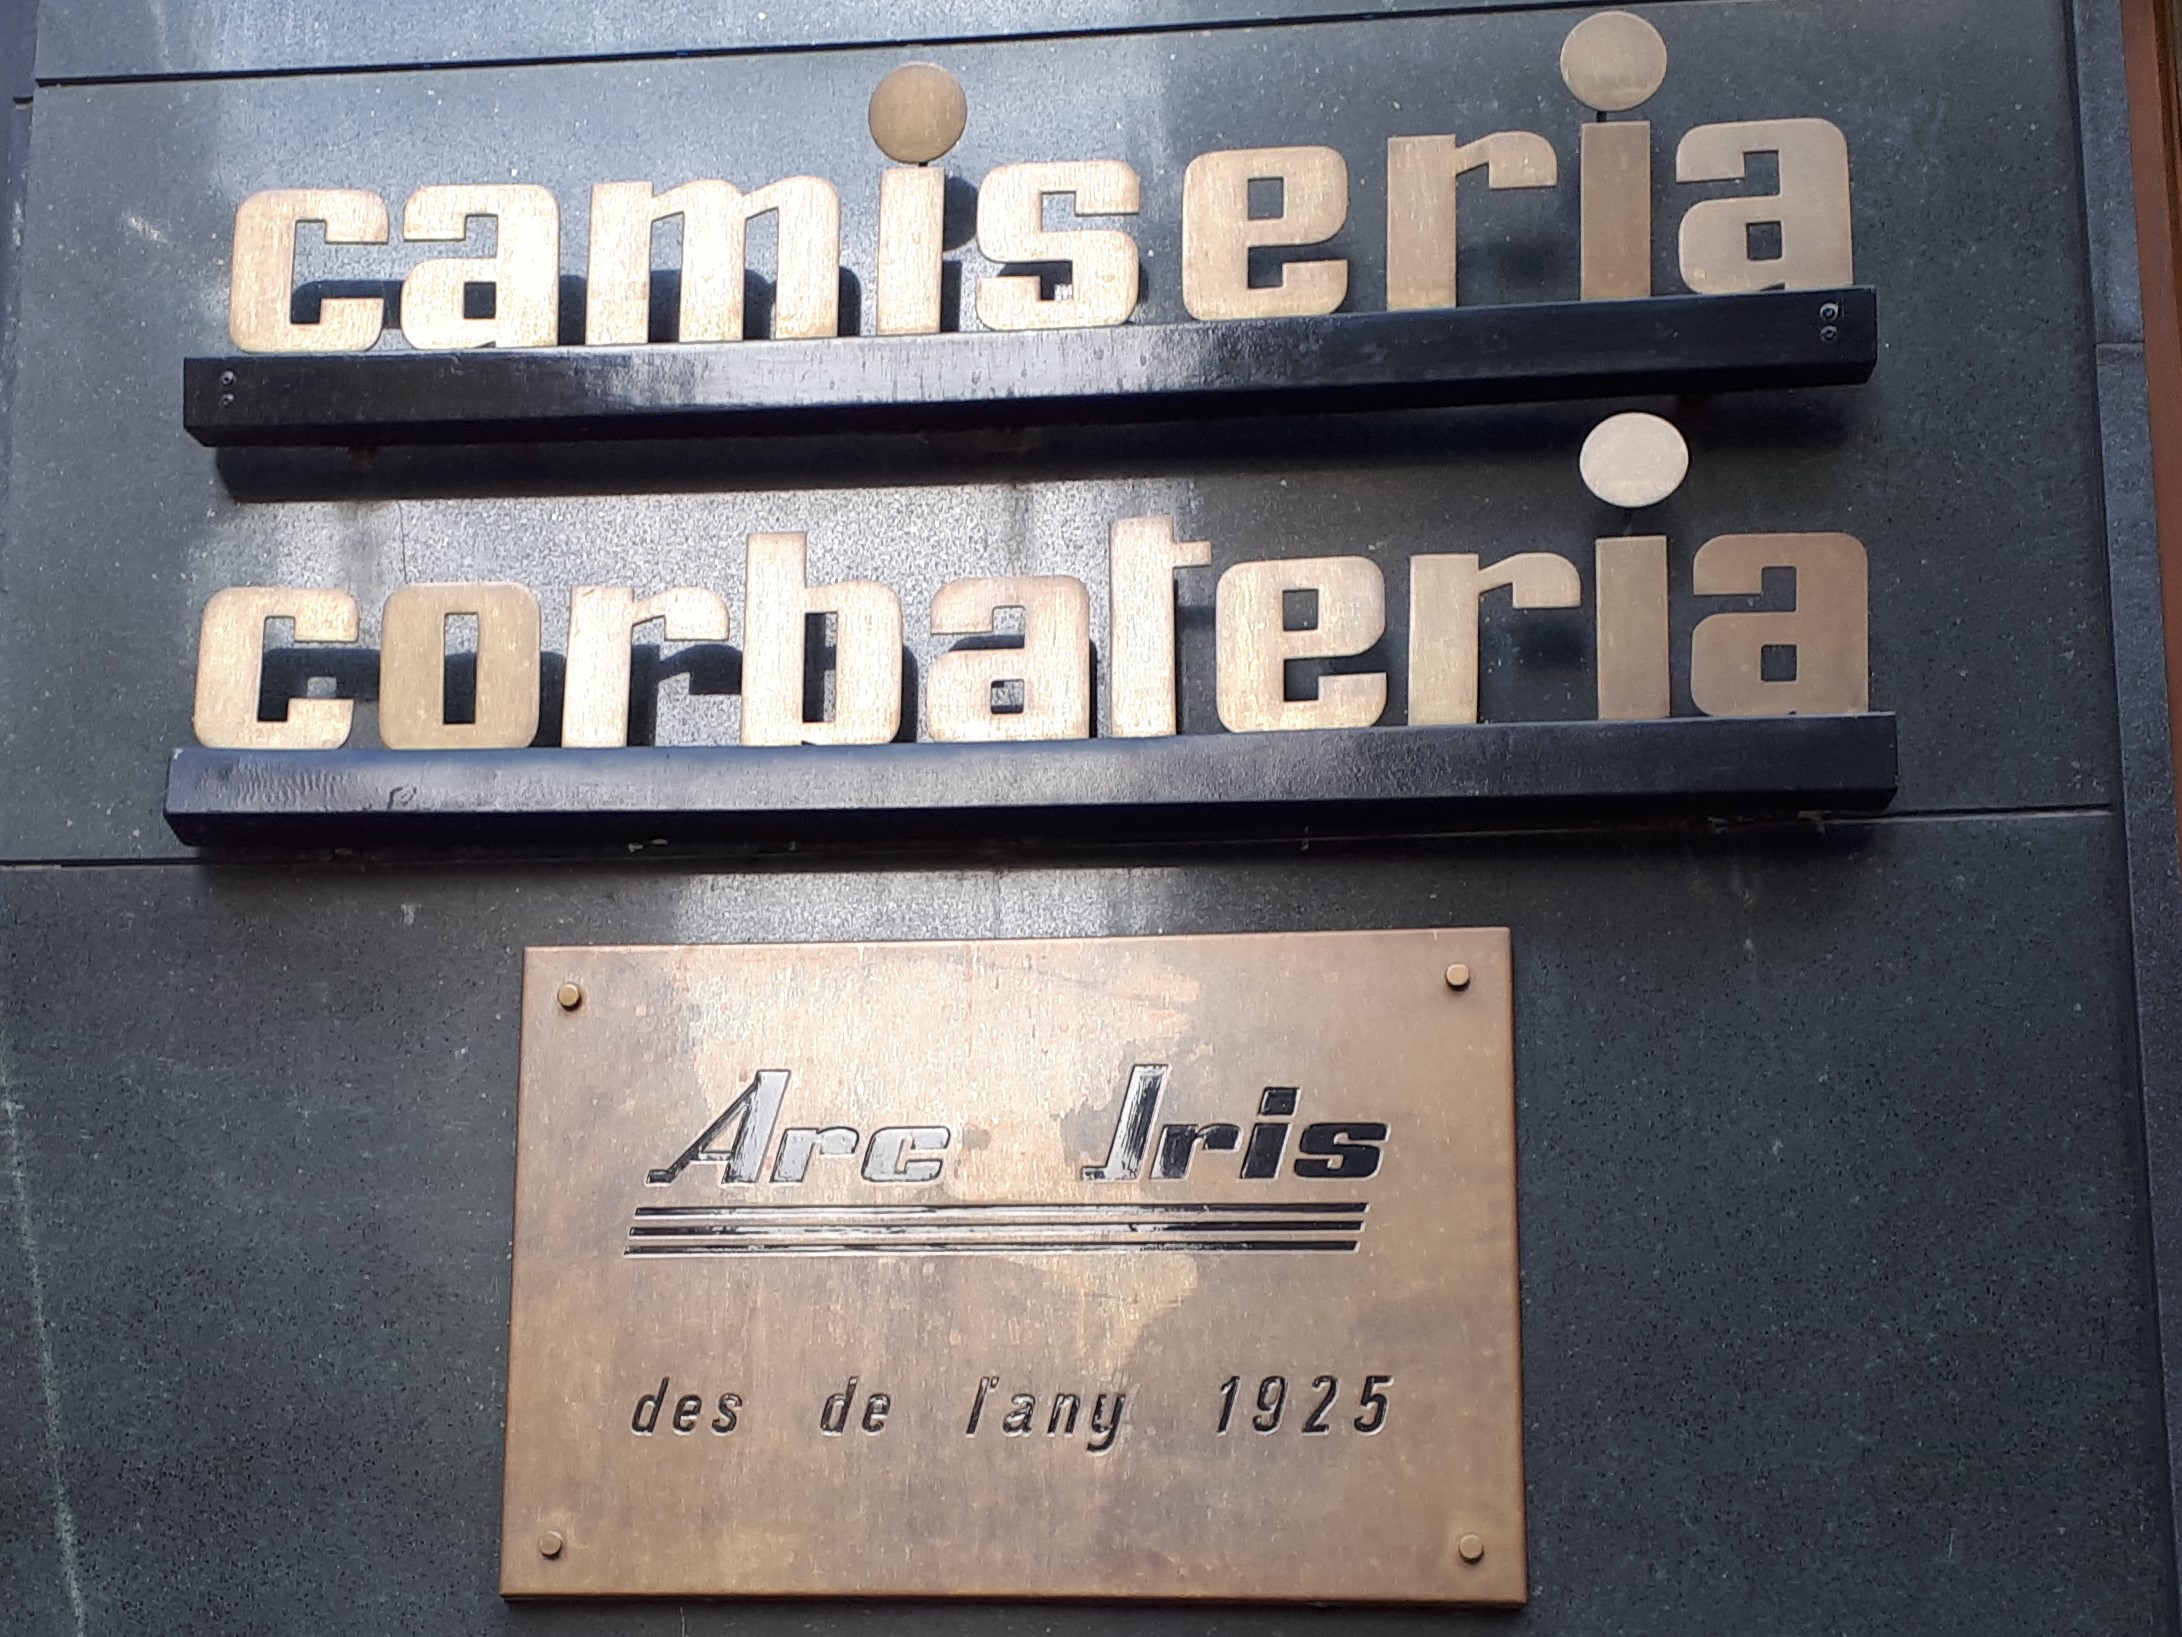 camiseria
corbateria
Arc Iris
des de l'any 1925